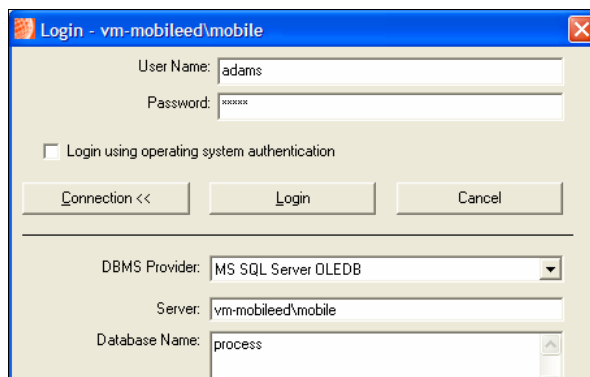 Login - vm-mobileed\mobile
User Name: adams
Password: *****
Login using operating system authentication
Connection << Login Cancel
DBMS Provider: MS SQL Server OLEDB
Server: vm-mobileed\mobile
Database Name: process